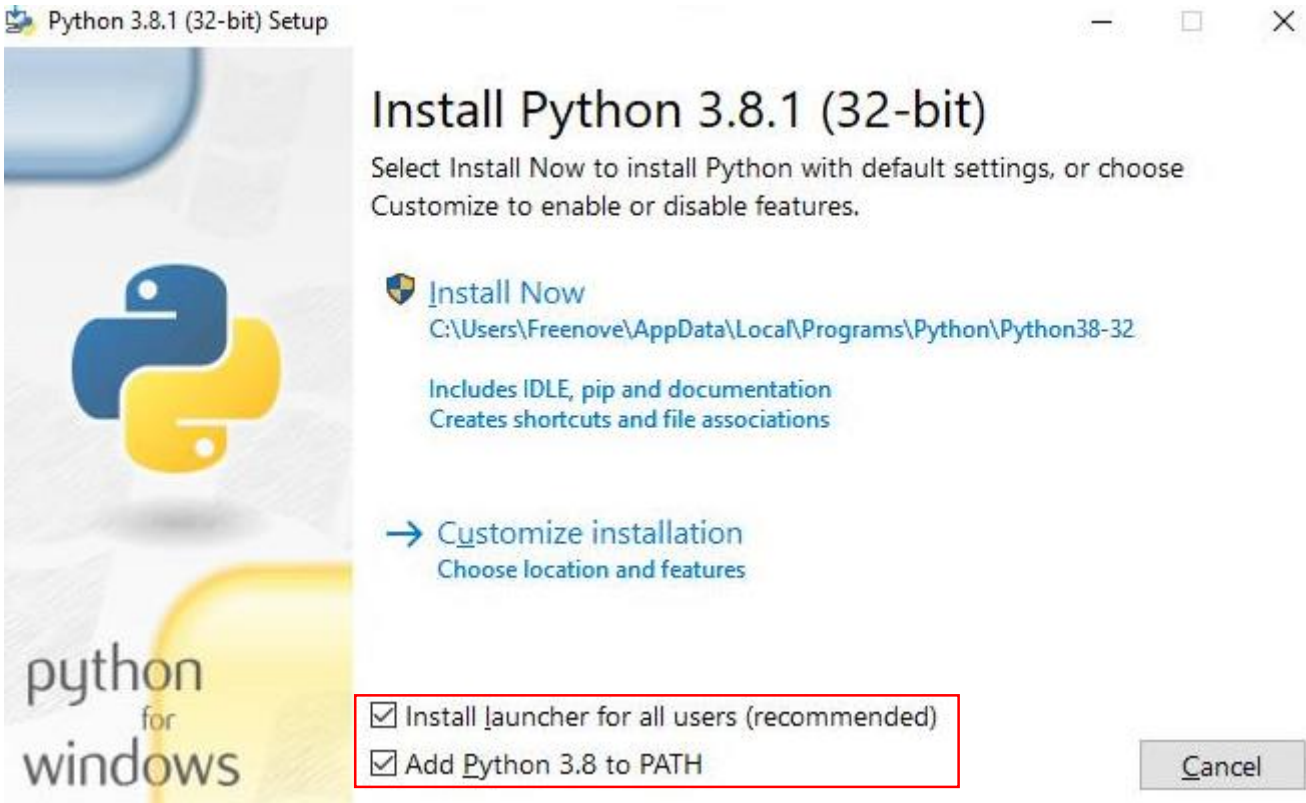 Python 3.8.1 (32-bit) Setup
Install Python 3.8.1 (32-bit)
Select Install Now to install Python with default settings, or choose
Customize to enable or disable features.
Install Now
C:\Users\Freenove\AppData\Local\Programs\Python\Python38-32
Includes IDLE, pip and documentation
Creates shortcuts and file associations
Customize installation
Choose location and features
python
for
windows
Install launcher for all users (recommended)
Add Python 3.8 to PATH
Cancel